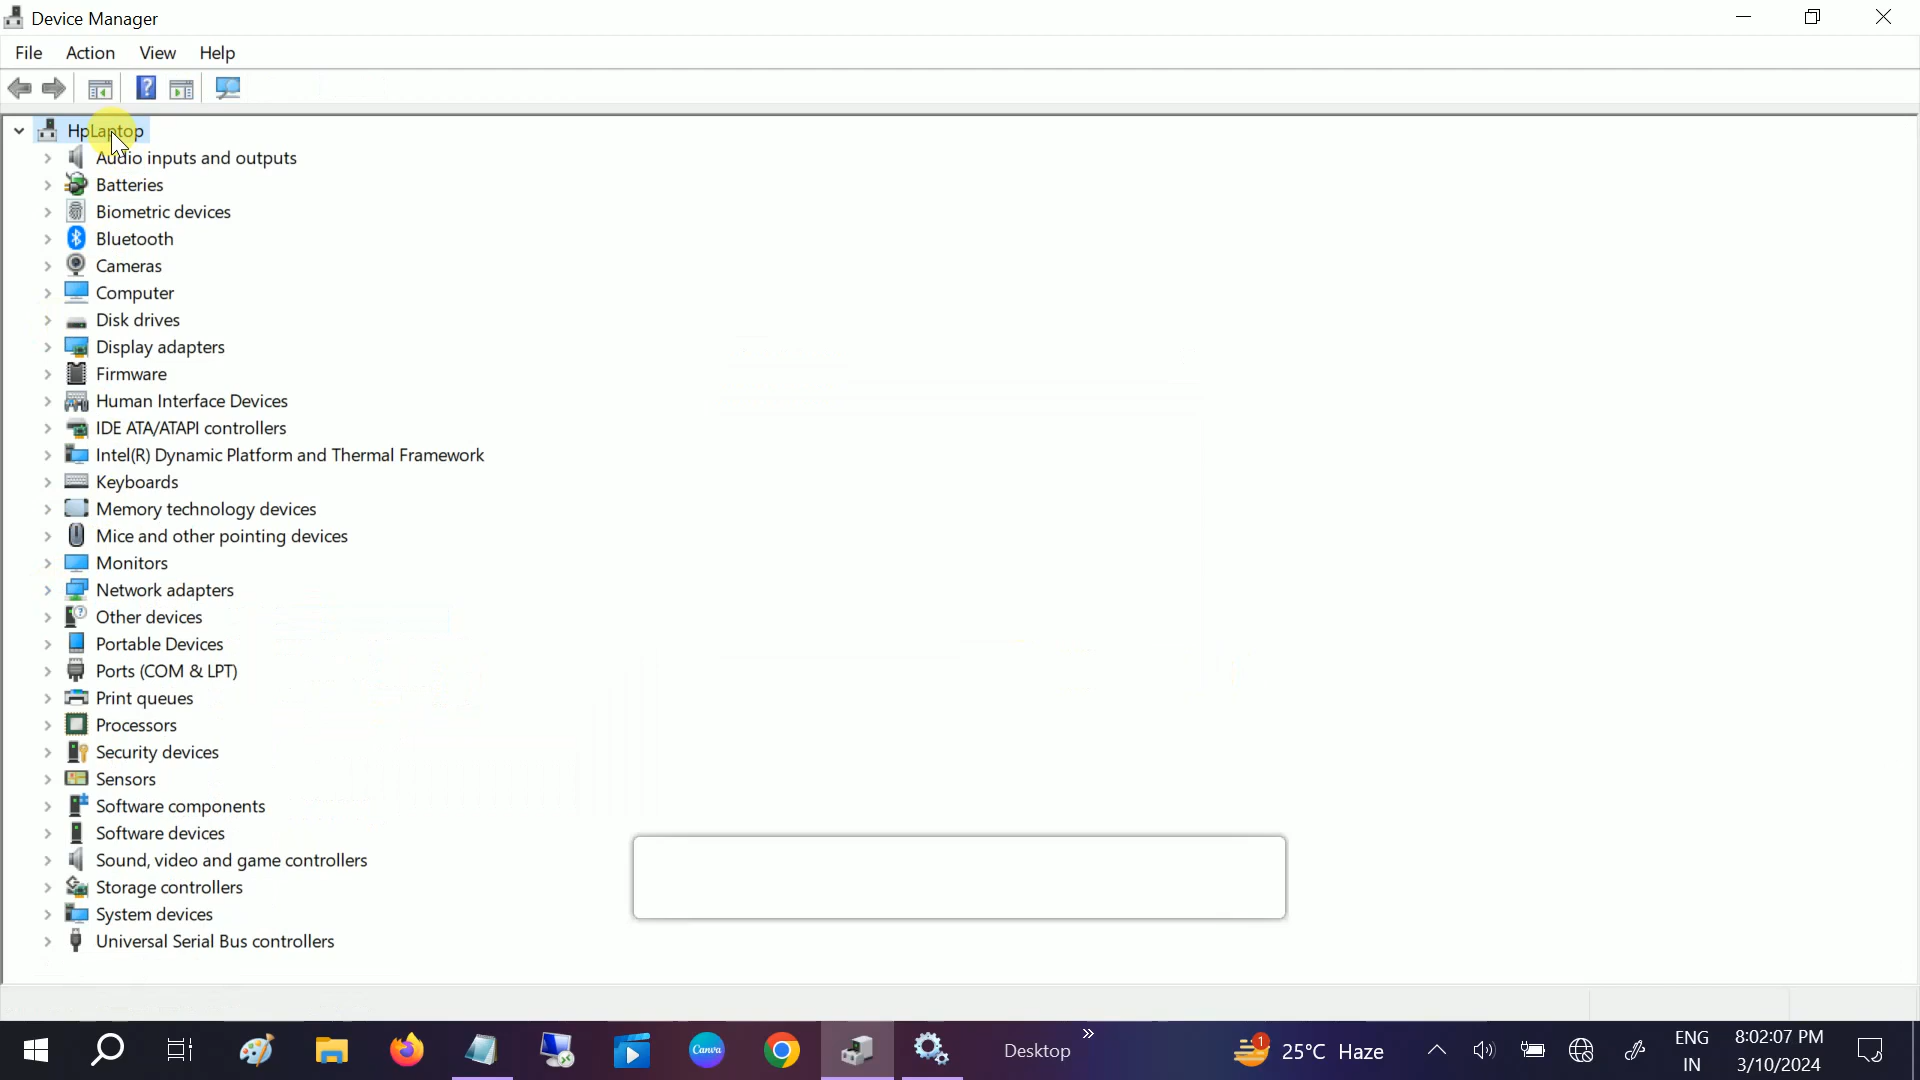 Device Manager
File Action View Help
HpLaptop
Audio inputs and outputs
Batteries
Biometric devices
Bluetooth
Cameras
Computer
Disk drives
Display adapters
Firmware
Human Interface Devices
IDE ATA/ATAPI controllers
Intel(R) Dynamic Platform and Thermal Framework
Keyboards
Memory technology devices
Mice and other pointing devices
Monitors
Network adapters
Other devices
Portable Devices
Ports (COM & LPT)
Print queues
Processors
Security devices
Sensors
Software components
Software devices
Sound, video and game controllers
Storage controllers
System devices
Universal Serial Bus controllers
Canva
Desktop
1
25°C Haze
ENG
IN
8:02:07 PM
3/10/2024